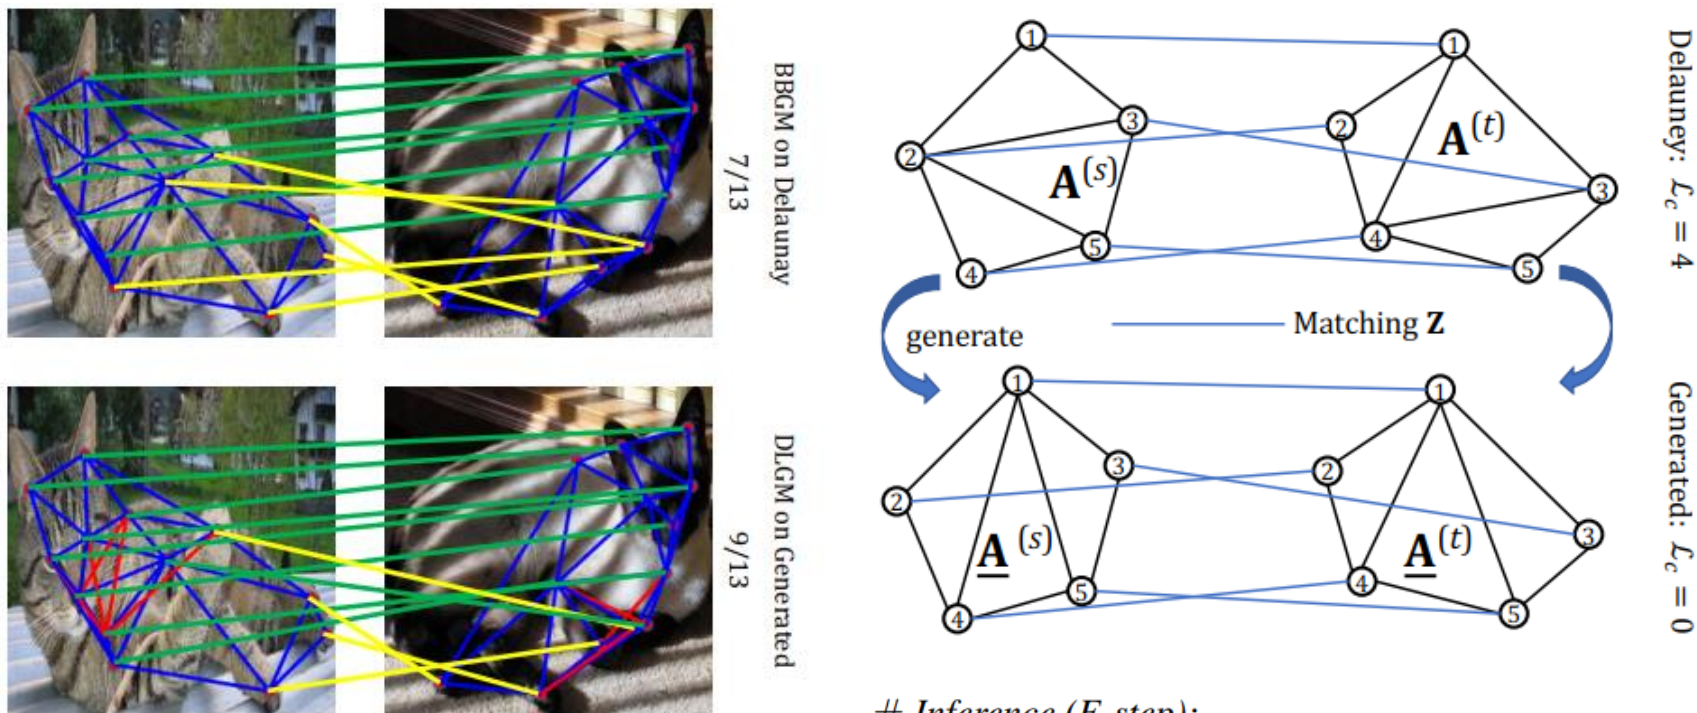 BBGM on Delaunay
7/13
DLGM on Generated
9/13
1
1
3
2
2
A(s)
A(t)
3
5
4
4
5
Delauney: ℒc = 4
generate
Matching Z
1
1
3
2
2
A(s)
A(t)
3
5
4
4
5
Generated: ℒc = 0